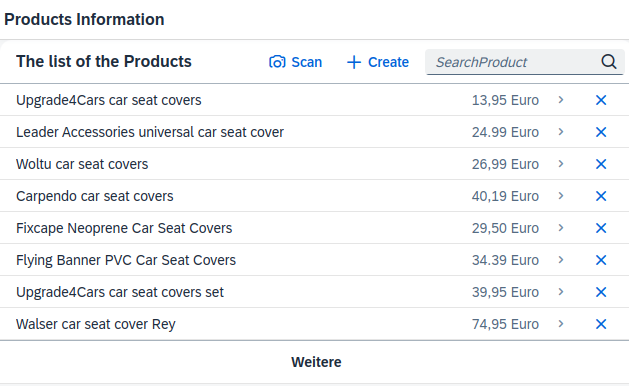 Products Information
The list of the Products Scan Create SearchProduct
Upgrade4Cars car seat covers 13,95 Euro
Leader Accessories universal car seat cover 24.99 Euro
Woltu car seat covers 26,99 Euro
Carpendo car seat covers 40,19 Euro
Fixcape Neoprene Car Seat Covers 29,50 Euro
Flying Banner PVC Car Seat Covers 34.39 Euro
Upgrade4Cars car seat covers set 39,95 Euro
Walser car seat cover Rey 74,95 Euro
Weitere